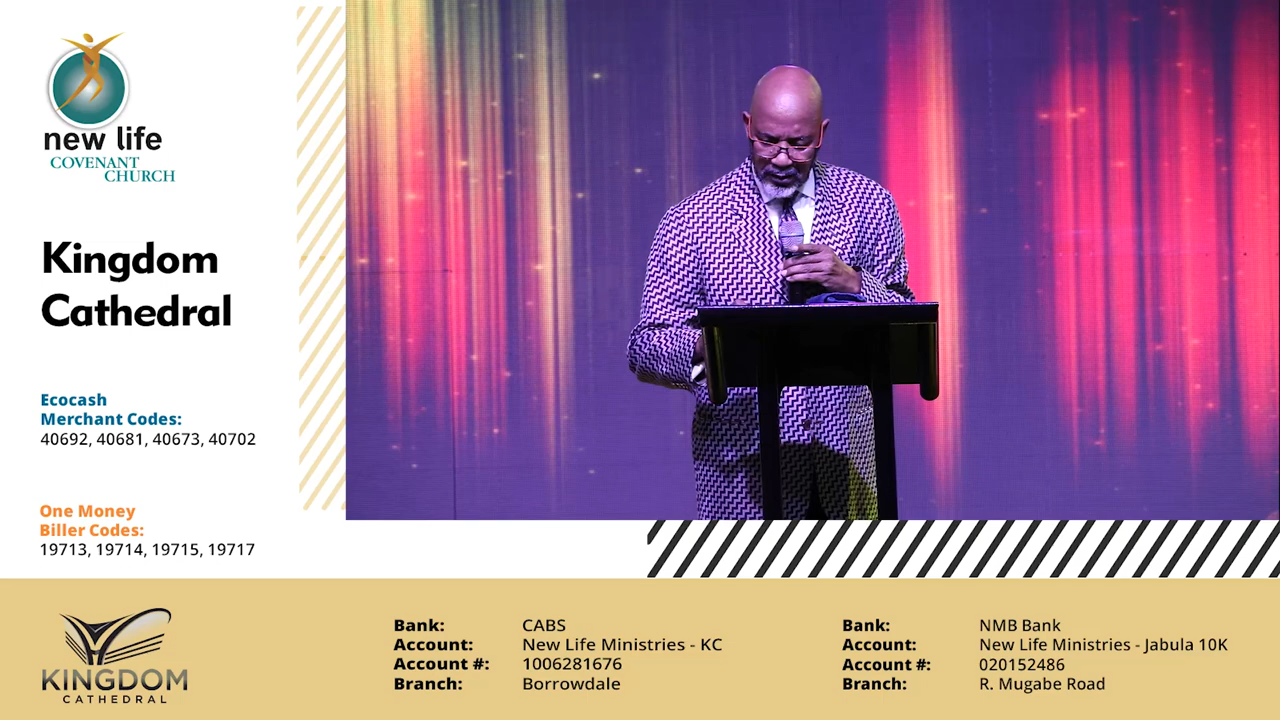 new life
COVENANT
CHURCH
Kingdom
Cathedral
Ecocash
Merchant Codes:
40692, 40681, 40673, 40702
One Money
Biller Codes:
19713, 19714, 19715, 19717
KINGDOM
CATHEDRAL
Bank: CABS
Account: New Life Ministries - KC
Account #: 1006281676
Branch: Borrowdale
Bank: NMB Bank
Account: New Life Ministries - Jabula 10K
Account #: 020152486
Branch: R. Mugabe Road